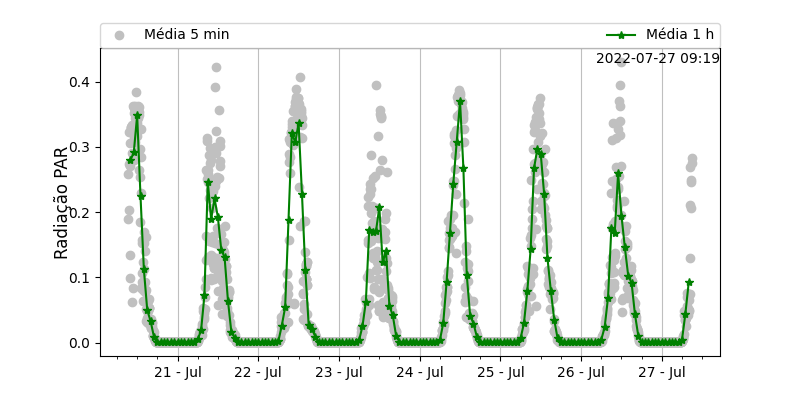 Média 5 min
Média 1 h
2022-07-27 09:19
Radiação PAR
0.4
0.3
0.2
0.1
0.0
21 - Jul
22 - Jul
23 - Jul
24 - Jul
25 - Jul
26 - Jul
27 - Jul